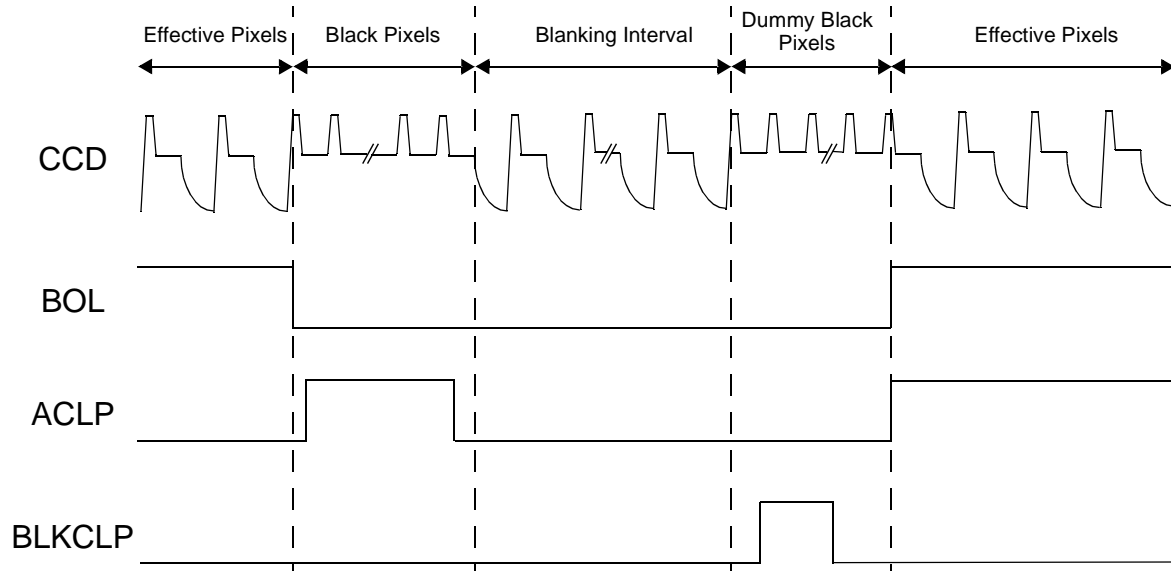 Effective Pixels
Black Pixels
Blanking Interval
Dummy Black
Pixels
Effective Pixels
CCD
BOL
ACLP
BLKCLP